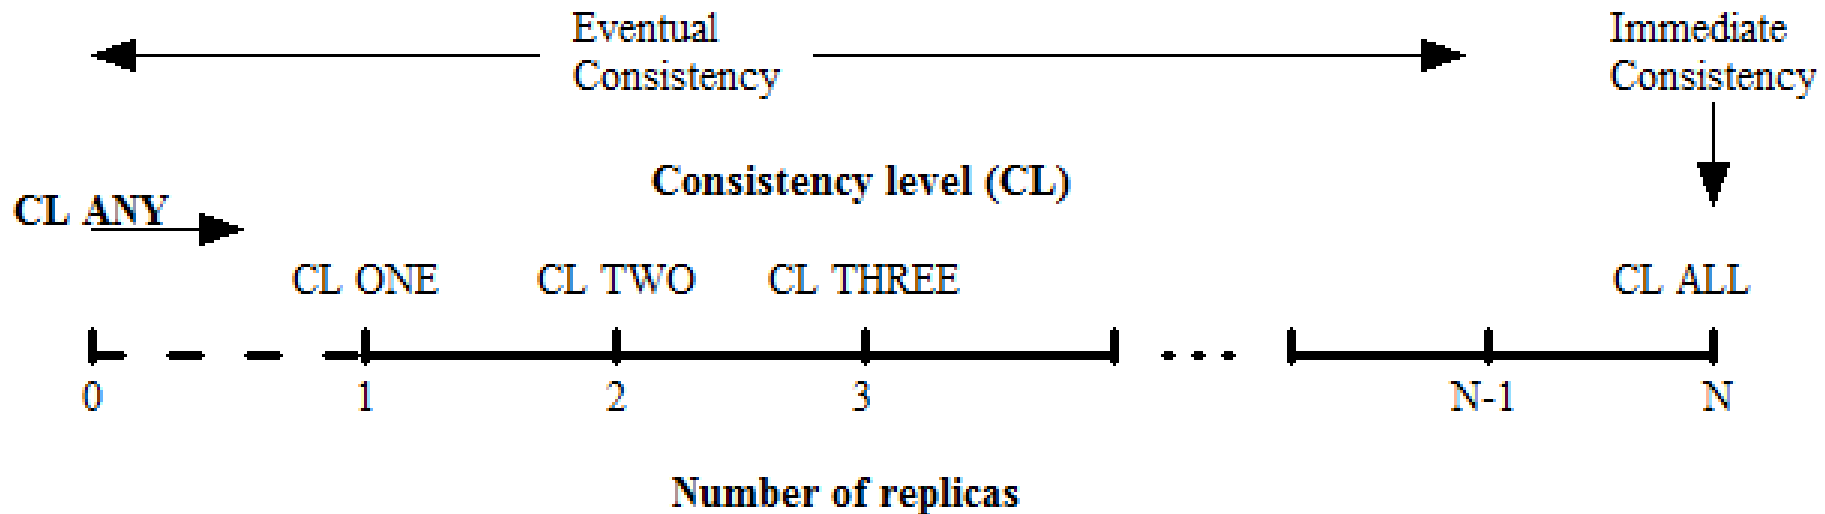 Eventual
Consistency
Immediate
Consistency
Consistency level (CL)
CL ANY
CL ONE
CL TWO
CL THREE
CL ALL
0
1
2
3
N-1
N
Number of replicas